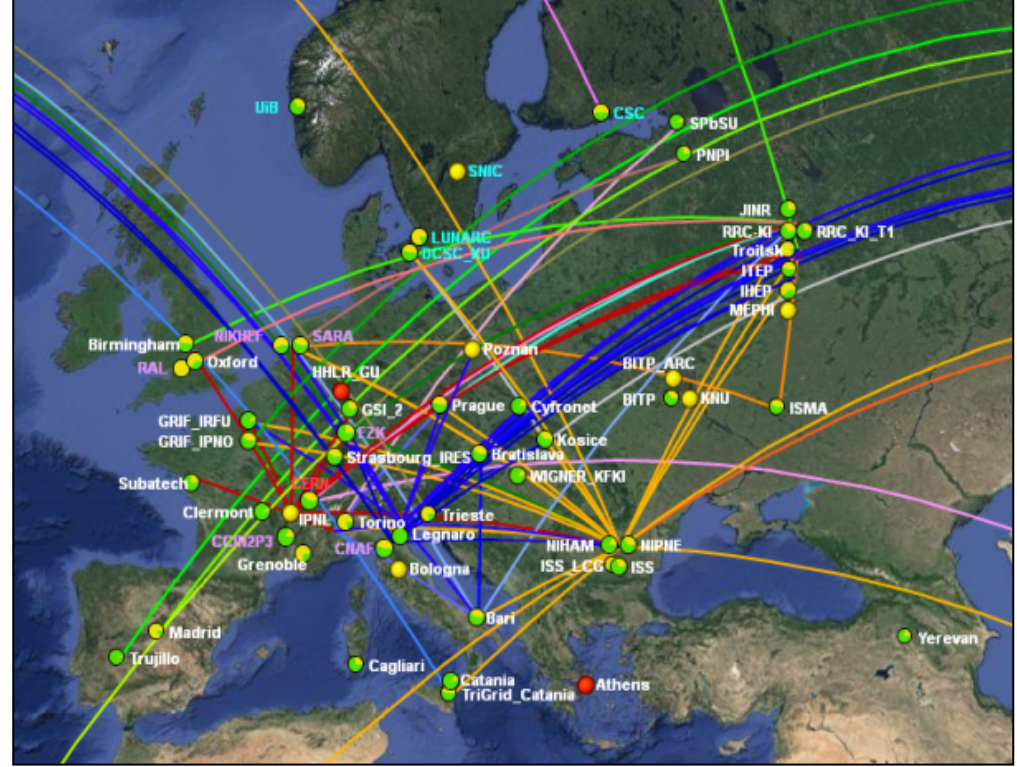 UiB
CSC
SPbSU
PNPI
SNIC
JINR
LUNARC
RRC-KI
RRC_KI_T1
DCSC_KU
Troitsk
ITEP
IHEP
MEPHI
NIKHEF
SARA
Birmingham
Oxford
Poznan
RAL
HHLR_GU
BITP_ARC
BITP
KNU
GSI_2
Prague
Cyfronet
ISMA
GRIF_IRFU
FZK
GRIF_IPNO
Kosice
Strasbourg_IRES
Bratislava
WIGNER_KFKI
Subatech
CERN
Clermont
IPNL
Torino
Trieste
Legnaro
CCIN2P3
CNAF
NIHAM
NIPNE
Grenoble
Bologna
ISS_LCG
ISS
Bari
Madrid
Yerevan
Trujillo
Cagliari
Catania
Athens
TriGrid_Catania